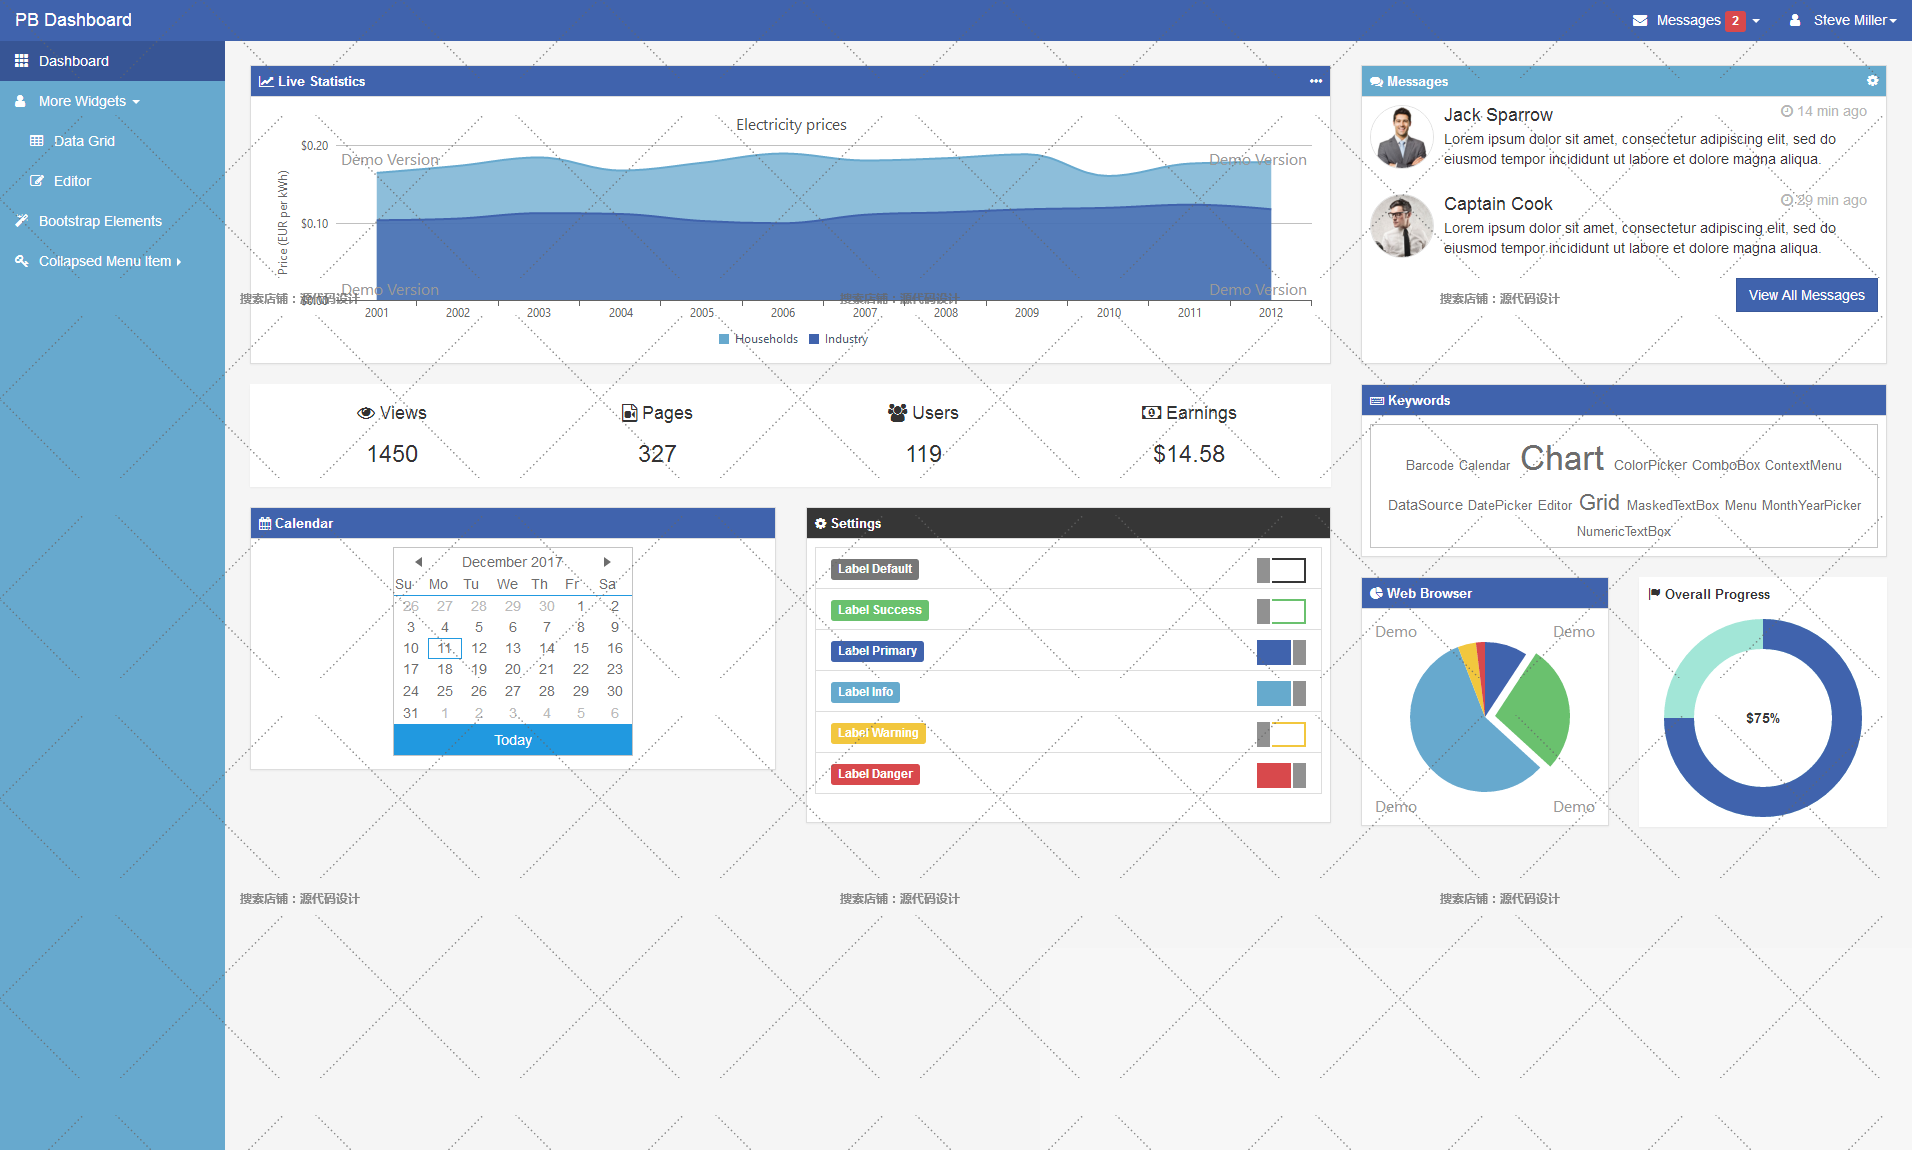 PB Dashboard
Messages 2
Steve Miller
Dashboard
More Widgets
Data Grid
Editor
Bootstrap Elements
Collapsed Menu Item
Live Statistics
Electricity prices
Price (EUR per kWh)
$0.20
$0.10
$0.00
Demo Version
Demo Version
Demo Version
Demo Version
2001 2002 2003 2004 2005 2006 2007 2008 2009 2010 2011 2012
Households Industry
Messages
Jack Sparrow
14 min ago
Lorem ipsum dolor sit amet, consectetur adipiscing elit, sed do
eiusmod tempor incididunt ut labore et dolore magna aliqua.
Captain Cook
29 min ago
Lorem ipsum dolor sit amet, consectetur adipiscing elit, sed do
eiusmod tempor incididunt ut labore et dolore magna aliqua.
View All Messages
搜索店铺：源代码设计
搜索店铺：源代码设计
搜索店铺：源代码设计
Views Pages Users Earnings
1450 327 119 $14.58
Keywords
Barcode Calendar Chart ColorPicker ComboBox ContextMenu
DataSource DatePicker Editor Grid MaskedTextBox Menu MonthYearPicker
NumericTextBox
Calendar
December 2017
Su Mo Tu We Th Fr Sa
26 27 28 29 30 1 2
3 4 5 6 7 8 9
10 11 12 13 14 15 16
17 18 19 20 21 22 23
24 25 26 27 28 29 30
31 1 2 3 4 5 6
Today
Settings
Label Default
Label Success
Label Primary
Label Info
Label Warning
Label Danger
Web Browser
Demo Demo
Demo Demo
Overall Progress
$75%
搜索店铺：源代码设计
搜索店铺：源代码设计
搜索店铺：源代码设计